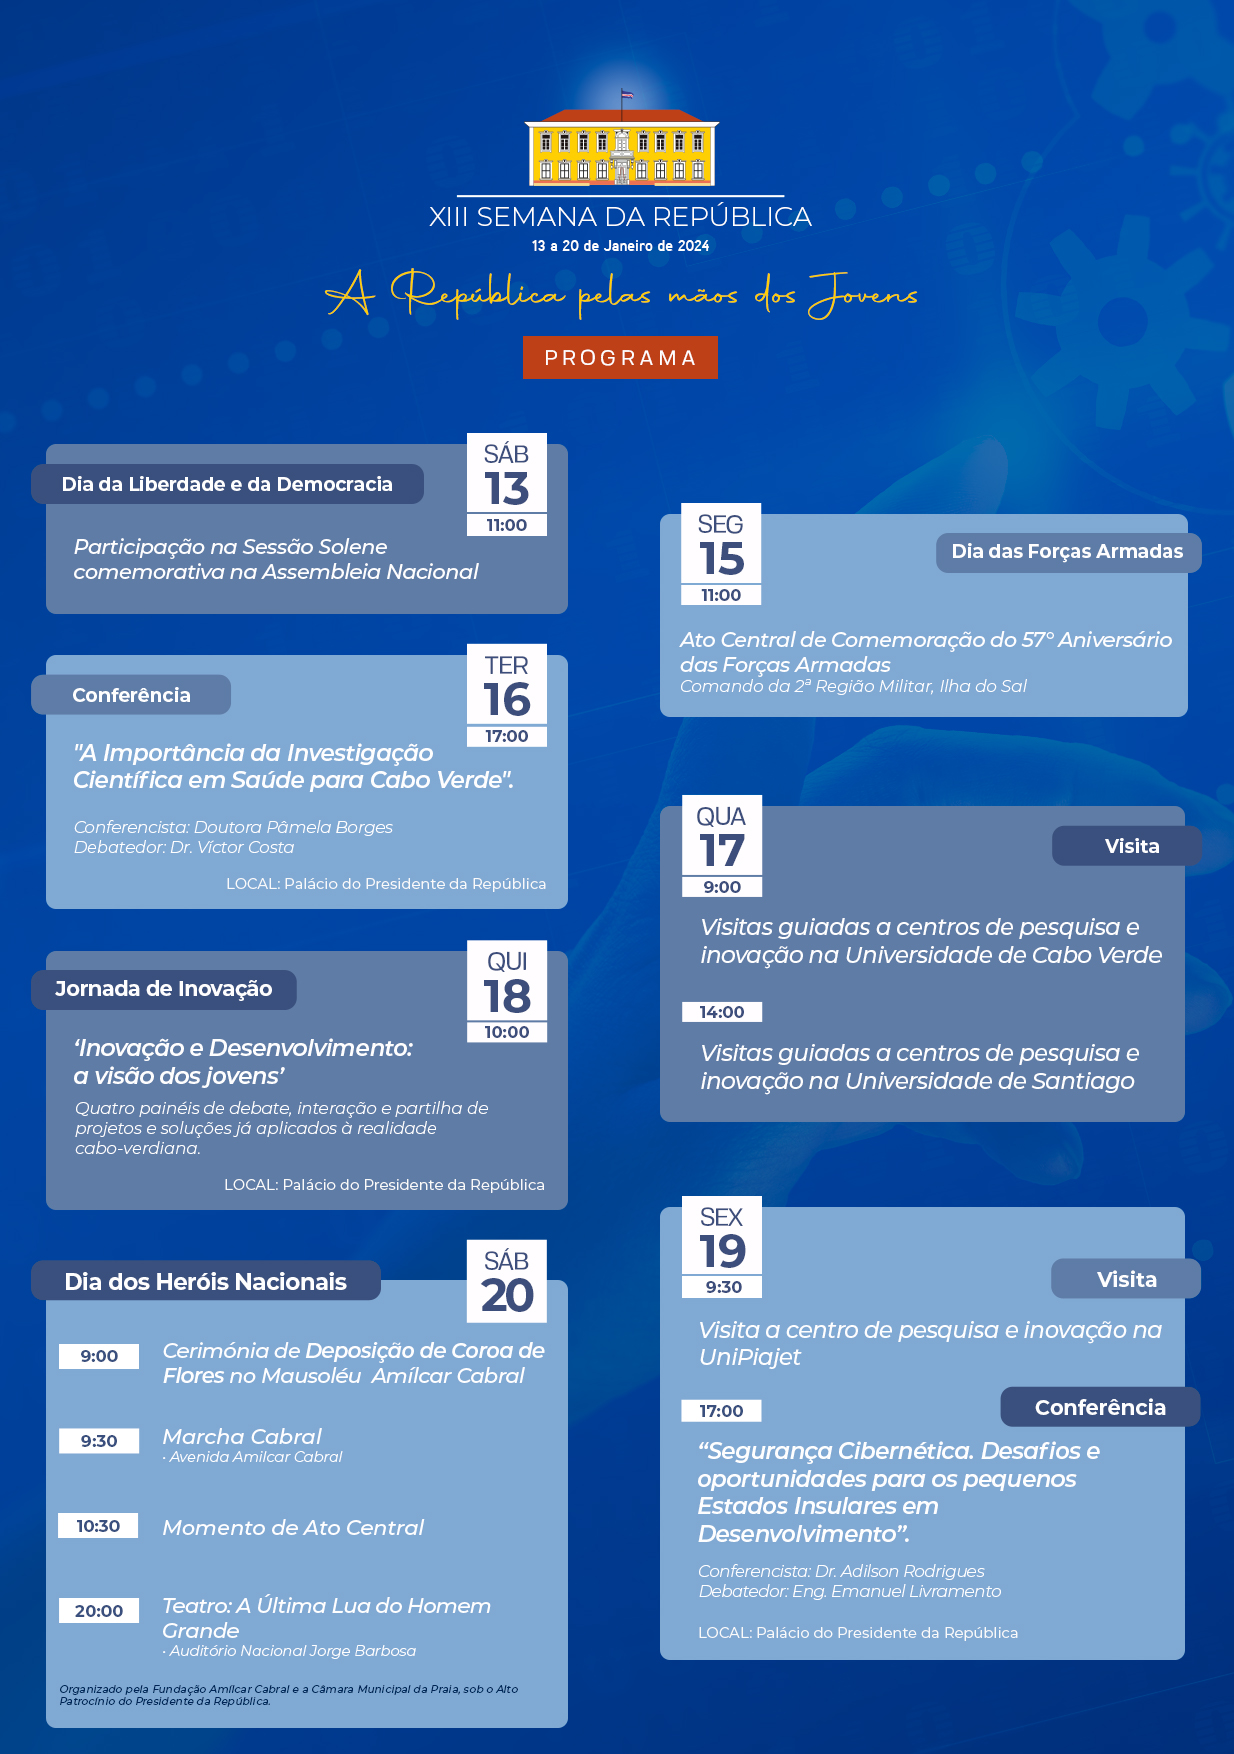 XIII SEMANA DA REPÚBLICA
13 a 20 de Janeiro de 2024
A República pelas mãos dos Jovens
PROGRAMA
SÁB
13
11:00
Dia da Liberdade e da Democracia
Participação na Sessão Solene
comemorativa na Assembleia Nacional
SEG
15
11:00
Dia das Forças Armadas
Ato Central de Comemoração do 57º Aniversário
das Forças Armadas
Comando da 2ª Região Militar, Ilha do Sal
TER
16
17:00
Conferência
"A Importância da Investigação
Científica em Saúde para Cabo Verde".
Conferencista: Doutora Pâmela Borges
Debatedor: Dr. Víctor Costa
LOCAL: Palácio do Presidente da República
QUA
17
9:00
Visita
Visitas guiadas a centros de pesquisa e
inovação na Universidade de Cabo Verde
14:00
Visitas guiadas a centros de pesquisa e
inovação na Universidade de Santiago
QUI
18
10:00
Jornada de Inovação
‘Inovação e Desenvolvimento:
a visão dos jovens’
Quatro painéis de debate, interação e partilha de
projetos e soluções já aplicados à realidade
cabo-verdiana.
LOCAL: Palácio do Presidente da República
SEX
19
9:30
Visita
Visita a centro de pesquisa e inovação na
UniPiajet
17:00
Conferência
“Segurança Cibernética. Desafios e
oportunidades para os pequenos
Estados Insulares em
Desenvolvimento”.
Conferencista: Dr. Adilson Rodrigues
Debatedor: Eng. Emanuel Livramento
LOCAL: Palácio do Presidente da República
SÁB
20
Dia dos Heróis Nacionais
9:00
Cerimónia de Deposição de Coroa de
Flores no Mausoléu Amílcar Cabral
9:30
Marcha Cabral
• Avenida Amilcar Cabral
10:30
Momento de Ato Central
20:00
Teatro: A Última Lua do Homem
Grande
• Auditório Nacional Jorge Barbosa
Organizado pela Fundação Amílcar Cabral e a Câmara Municipal da Praia, sob o Alto
Patrocínio do Presidente da República.